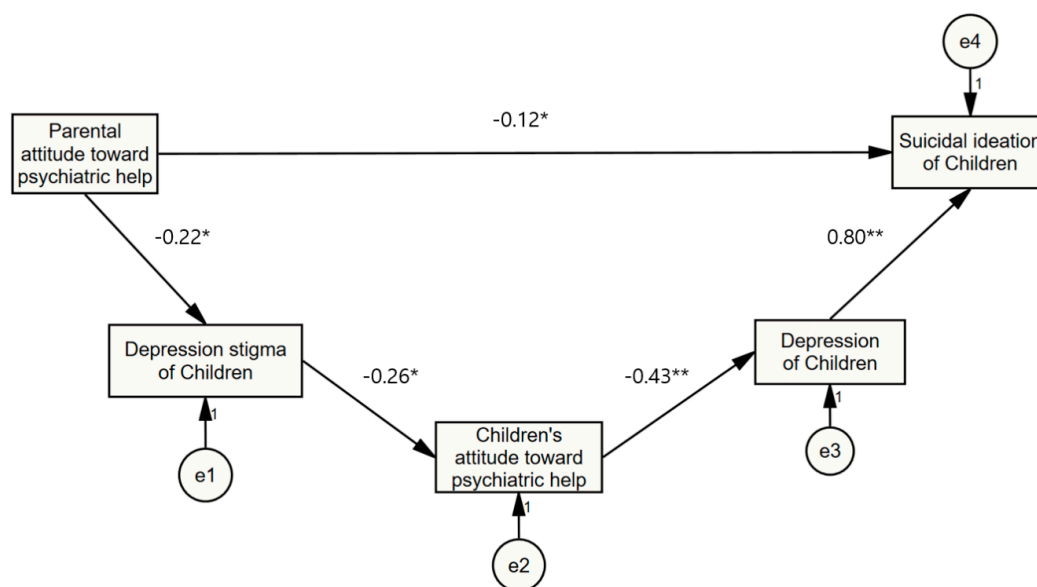 e4
1
-0.12*
Parental
attitude toward
psychiatric help
Suicidal ideation
of Children
-0.22*
0.80**
Depression stigma
of Children
Depression
of Children
-0.26*
-0.43**
1
1
Children's
attitude toward
psychiatric help
e1
e3
1
e2